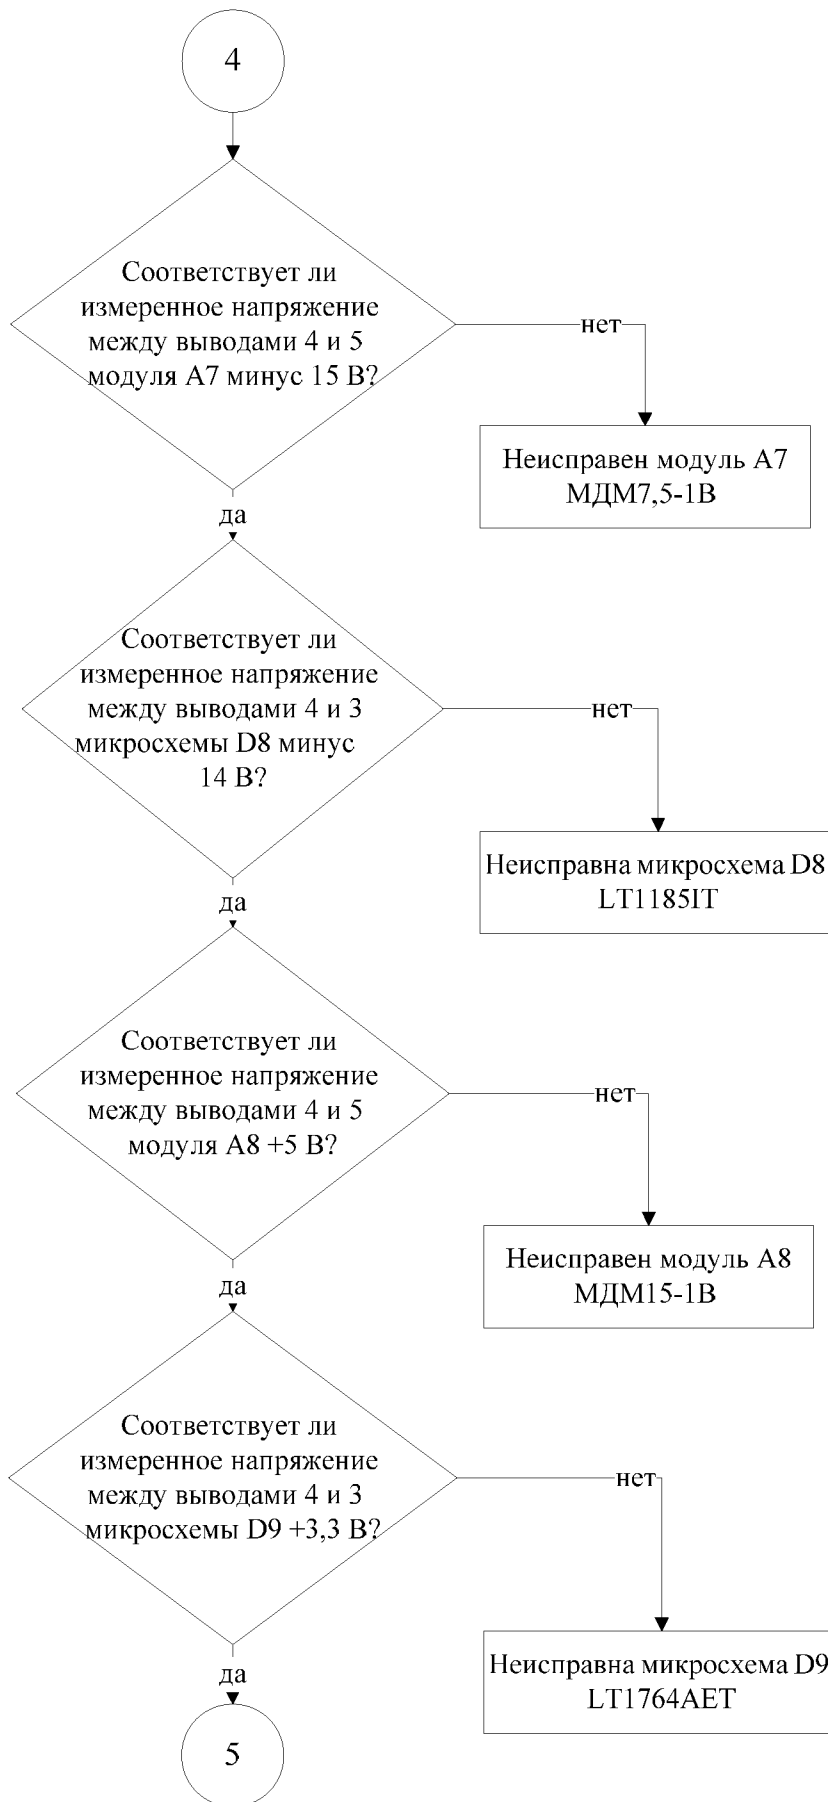 4
Соответствует ли
измеренное напряжение
между выводами 4 и 5
модуля А7 минус 15 В?
нет
Неисправен модуль А7
МДМ7,5-1В
да
Соответствует ли
измеренное напряжение
между выводами 4 и 3
микросхемы D8 минус
14 В?
нет
Неисправна микросхема D8
LT1185IT
да
Соответствует ли
измеренное напряжение
между выводами 4 и 5
модуля А8 +5 В?
нет
Неисправен модуль А8
МДМ15-1В
да
Соответствует ли
измеренное напряжение
между выводами 4 и 3
микросхемы D9 +3,3 В?
нет
Неисправна микросхема D9
LT1764AET
да
5